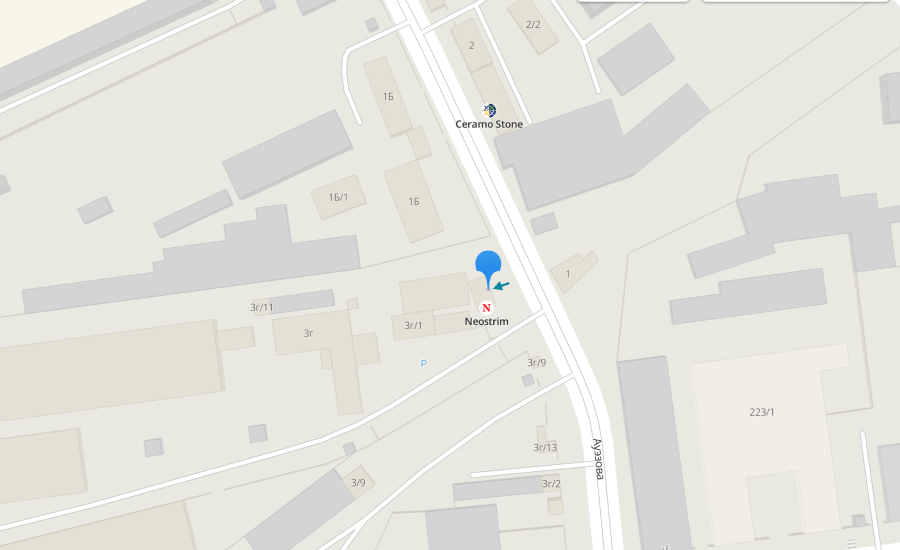 2/2
2
1Б
Ceramo Stone
1Б/1
1Б
1
N
Neostrim
3г/11
3г
3г/1
P
3г/9
223/1
Ауэзова
3г/13
3/9
3г/2